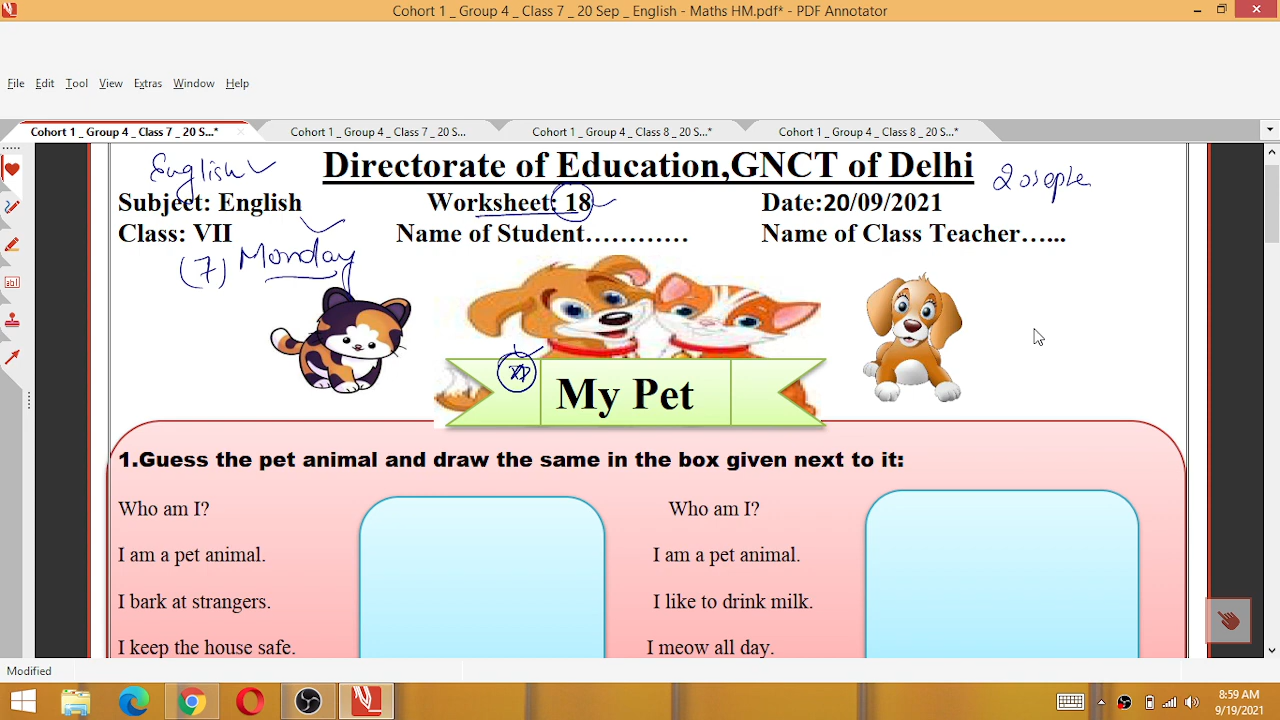 Cohort 1 _ Group 4 _ Class 7 _ 20 Sep _ English - Maths HM.pdf* - PDF Annotator
File Edit Tool View Extras Window Help
Cohort 1 _ Group 4 _ Class 7 _ 20 S...* Cohort 1 _ Group 4 _ Class 7 _ 20 S... Cohort 1 _ Group 4 _ Class 8 _ 20 S...* Cohort 1 _ Group 4 _ Class 8 _ 20 S...*
English
Directorate of Education,GNCT of Delhi
Subject: English Worksheet: 18 Date:20/09/2021
Class: VII Name of Student………… Name of Class Teacher…...
(7) Monday
My Pet
1.Guess the pet animal and draw the same in the box given next to it:
Who am I? Who am I?
I am a pet animal. I am a pet animal.
I bark at strangers. I like to drink milk.
I keep the house safe. I meow all day.
Modified
8:59 AM
9/19/2021